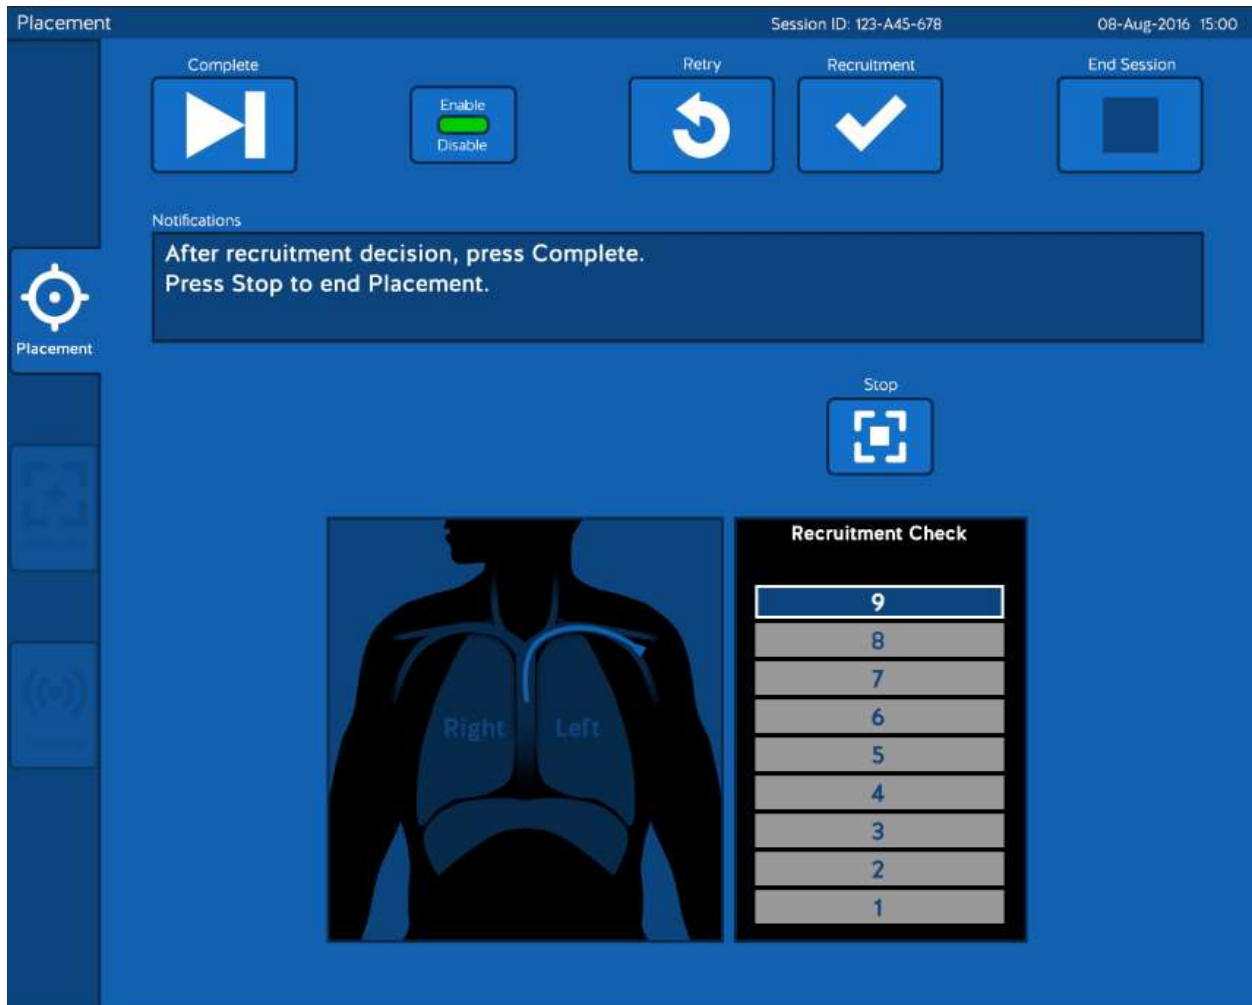 Placement
Session ID: 123-A45-678
08-Aug-2016 15:00
Complete
Enable
Disable
Retry
Recruitment
End Session
Notifications
After recruitment decision, press Complete.
Press Stop to end Placement.
Placement
Stop
Right
Left
Recruitment Check
9
8
7
6
5
4
3
2
1